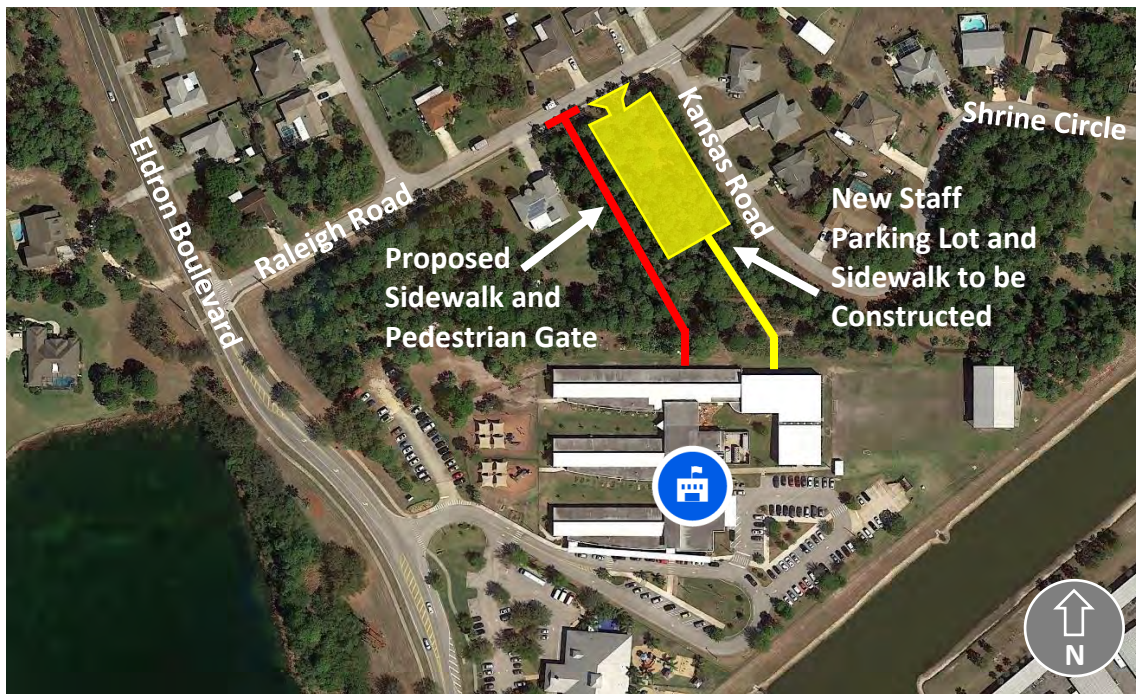 Kansas Road
Shrine Circle
Eldron Boulevard
Raleigh Road
New Staff
Parking Lot and
Sidewalk to be
Constructed
Proposed
Sidewalk and
Pedestrian Gate
N